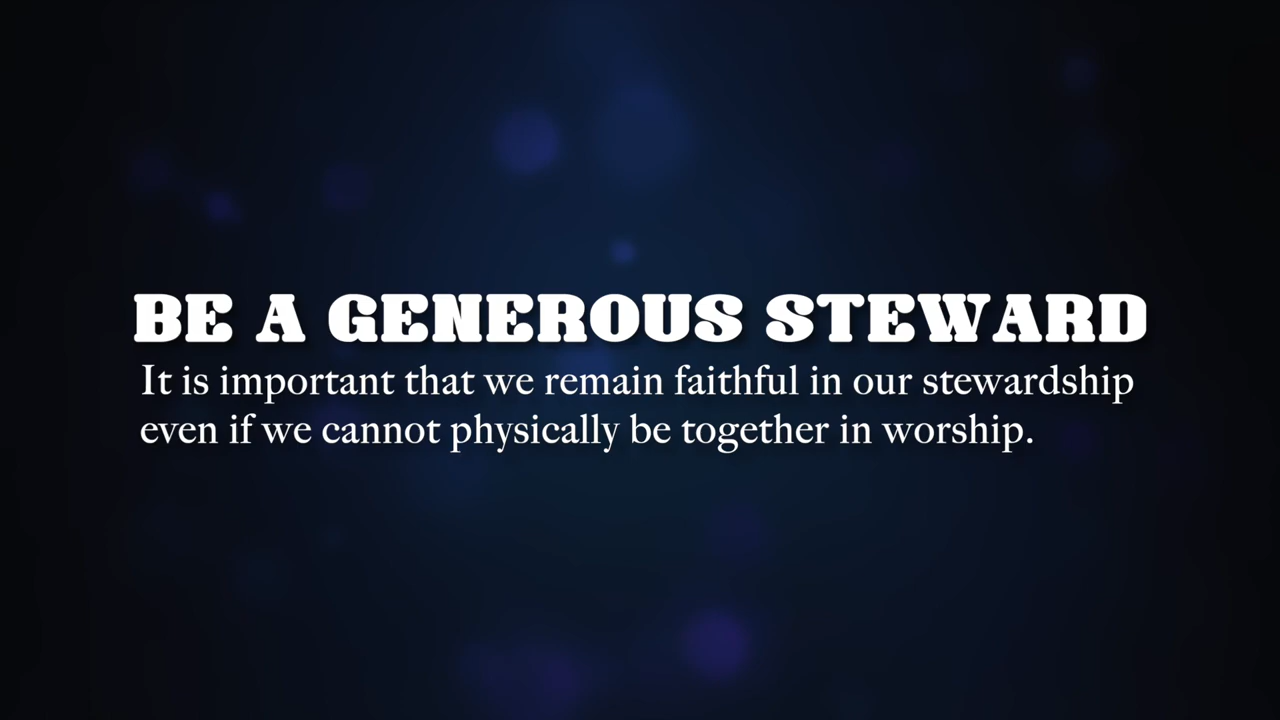 BE A GENEROUS STEWARD
It is important that we remain faithful in our stewardship
even if we cannot physically be together in worship.